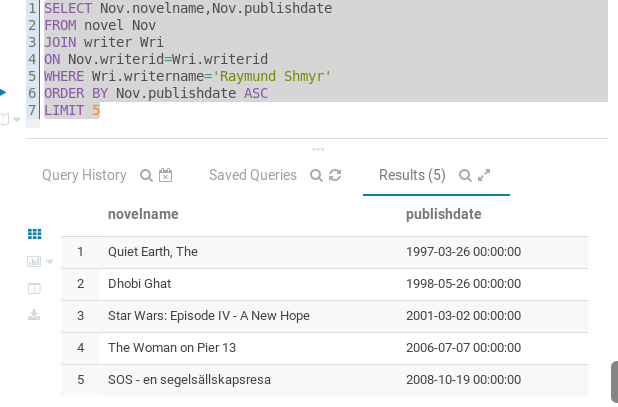 1 SELECT Nov.novelname,Nov.publishdate
2 FROM novel Nov
3 JOIN writer Wri
4 ON Nov.writerid=Wri.writerid
5 WHERE Wri.writername='Raymund Shmyr'
6 ORDER BY Nov.publishdate ASC
7 LIMIT 5
Query History Saved Queries Results (5)
novelname publishdate
1 Quiet Earth, The 1997-03-26 00:00:00
2 Dhobi Ghat 1998-05-26 00:00:00
3 Star Wars: Episode IV - A New Hope 2001-03-02 00:00:00
4 The Woman on Pier 13 2006-07-07 00:00:00
5 SOS - en segelsällskapsresa 2008-10-19 00:00:00